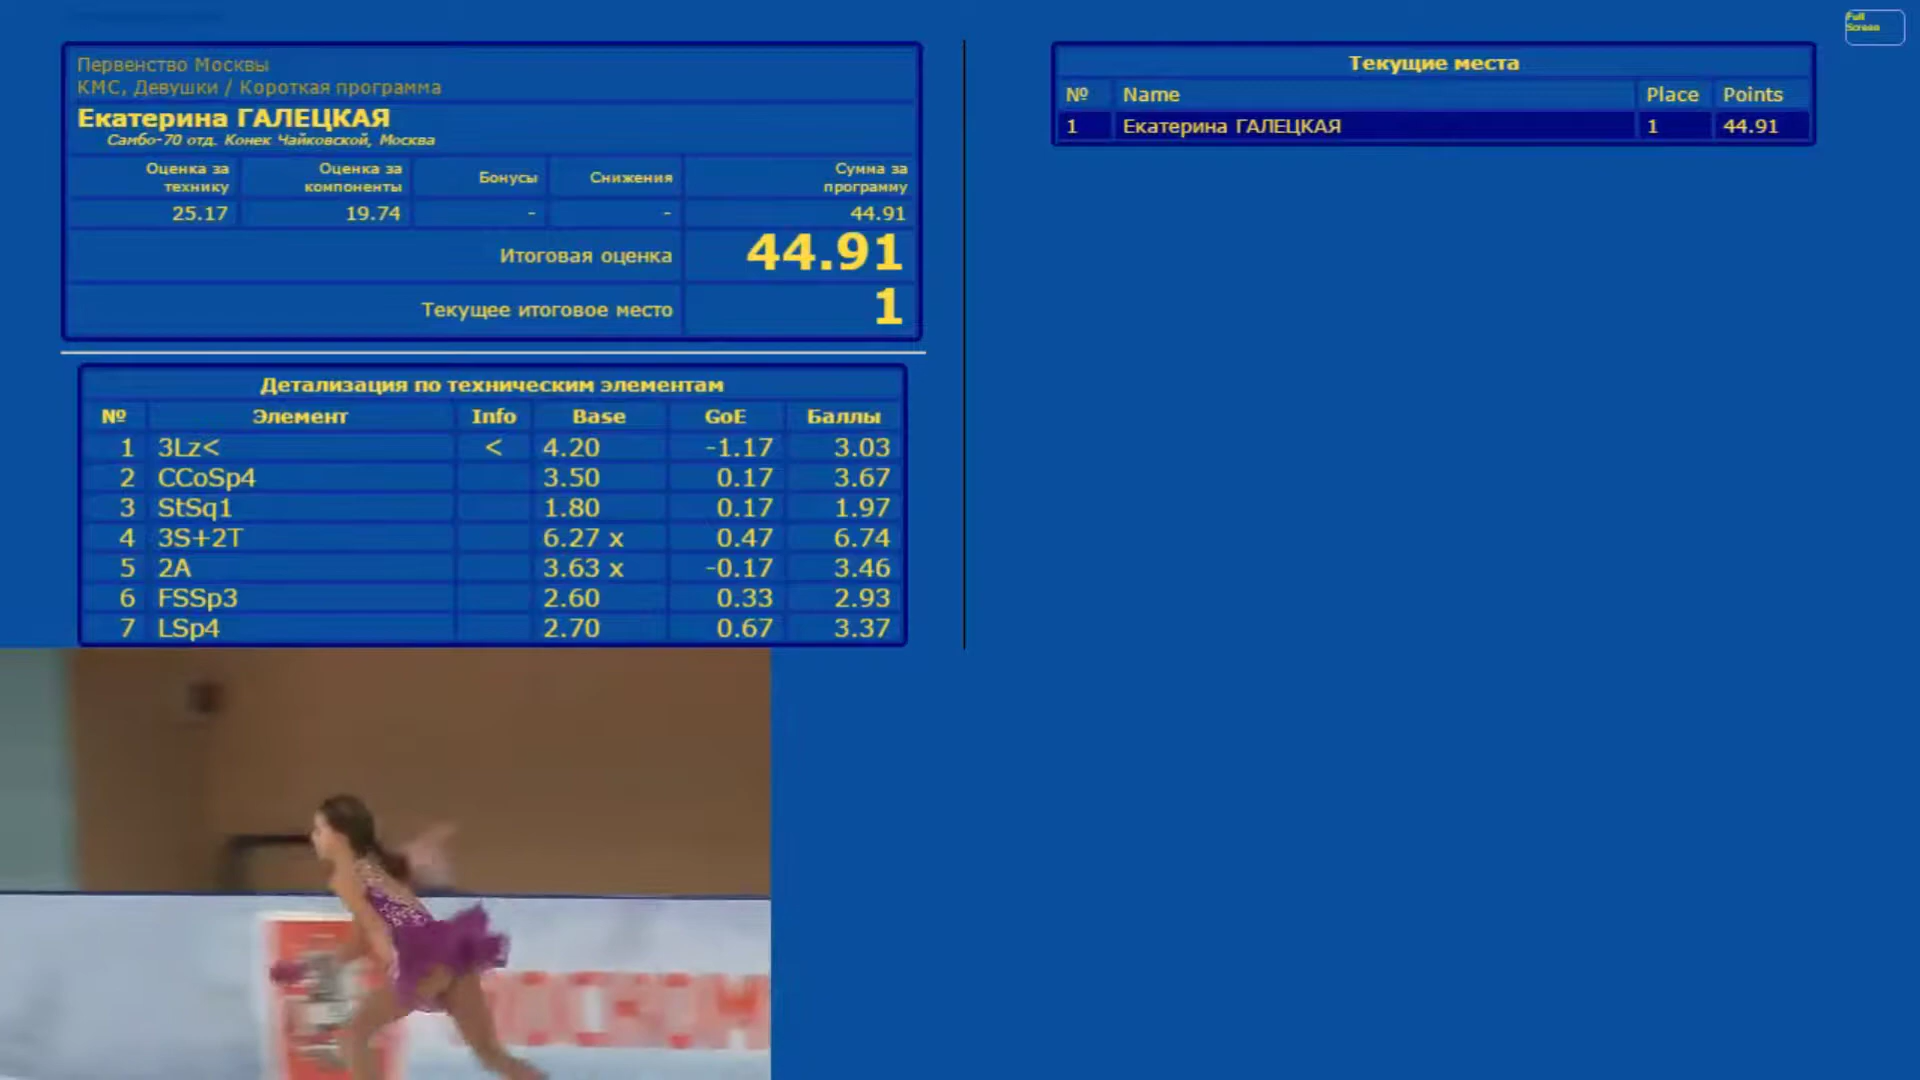 Full
Screen
Первенство Москвы
КМС, Девушки / Короткая программа
Екатерина ГАЛЕЦКАЯ
Самбо-70 отд. Конек Чайковской, Москва
Оценка за технику Оценка за компоненты Бонусы Снижения Сумма за программу
25.17 19.74 - - 44.91
Итоговая оценка 44.91
Текущее итоговое место 1
Детализация по техническим элементам
№ Элемент Info Base GoE Баллы
1 3Lz< < 4.20 -1.17 3.03
2 CCoSp4 3.50 0.17 3.67
3 StSq1 1.80 0.17 1.97
4 3S+2T 6.27 x 0.47 6.74
5 2A 3.63 x -0.17 3.46
6 FSSp3 2.60 0.33 2.93
7 LSp4 2.70 0.67 3.37
Текущие места
№ Name Place Points
1 Екатерина ГАЛЕЦКАЯ 1 44.91